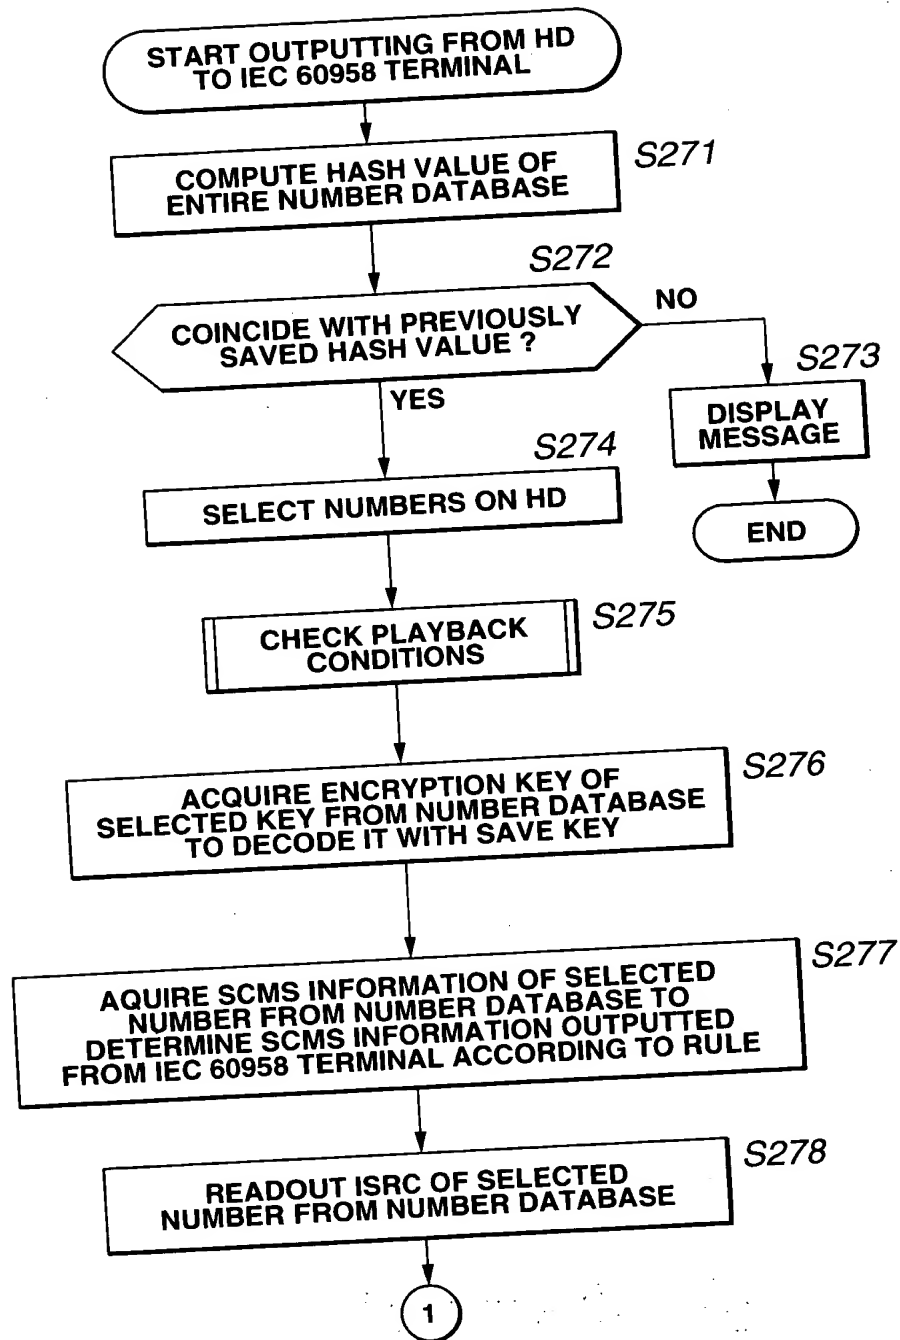 START OUTPUTTING FROM HD
TO IEC 60958 TERMINAL
COMPUTE HASH VALUE OF
ENTIRE NUMBER DATABASE
S271
S272
COINCIDE WITH PREVIOUSLY
SAVED HASH VALUE ?
NO
YES
S273
DISPLAY
MESSAGE
END
S274
SELECT NUMBERS ON HD
CHECK PLAYBACK
CONDITIONS
S275
ACQUIRE ENCRYPTION KEY OF
SELECTED KEY FROM NUMBER DATABASE
TO DECODE IT WITH SAVE KEY
S276
AQUIRE SCMS INFORMATION OF SELECTED
NUMBER FROM NUMBER DATABASE TO
DETERMINE SCMS INFORMATION OUTPUTTED
FROM IEC 60958 TERMINAL ACCORDING TO RULE
S277
READOUT ISRC OF SELECTED
NUMBER FROM NUMBER DATABASE
S278
1